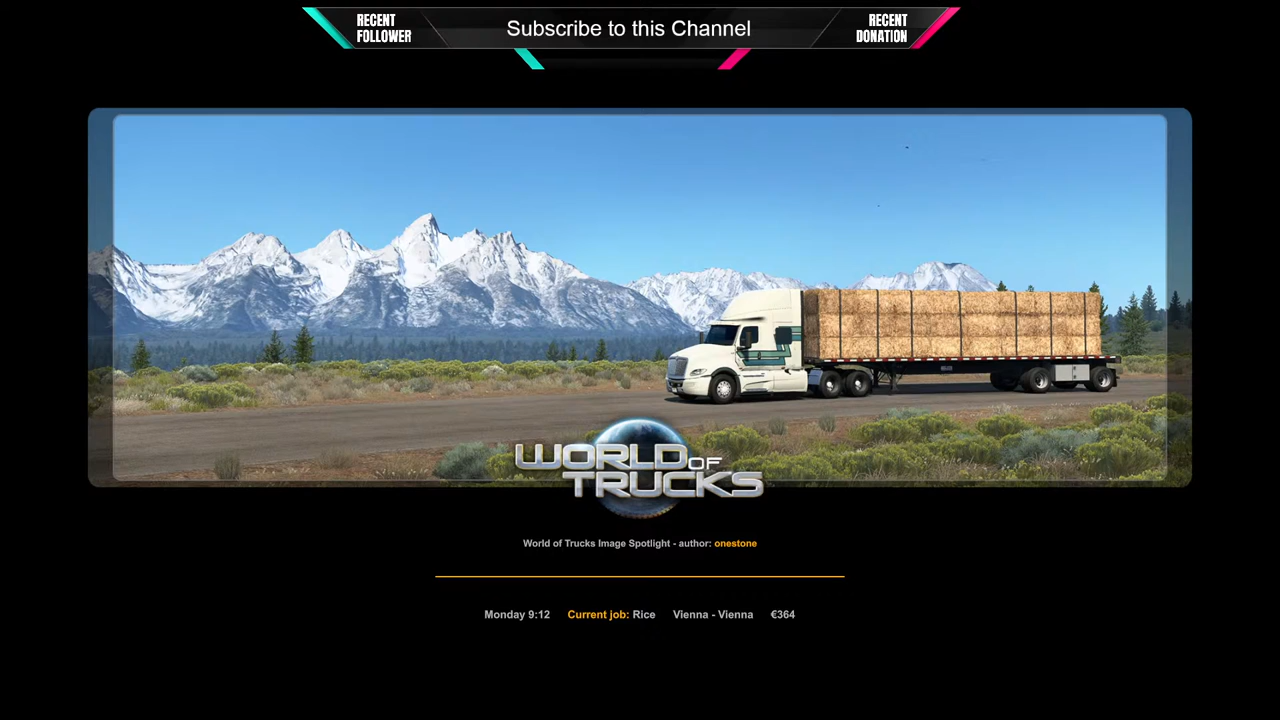 RECENT
FOLLOWER
Subscribe to this Channel
RECENT
DONATION
WORLD OF
TRUCKS
World of Trucks Image Spotlight - author: onestone
Monday 9:12 Current job: Rice Vienna - Vienna €364